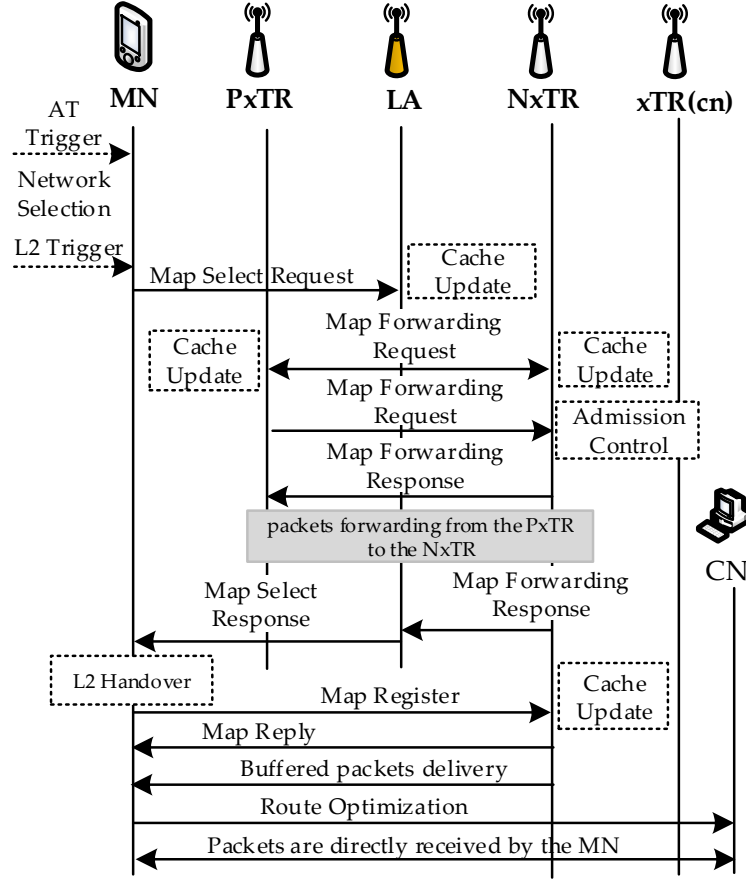 MN
PxTR
LA
NxTR
xTR(cn)
AT
Trigger
Network
Selection
L2 Trigger
Map Select Request
Cache
Update
Map Forwarding
Request
Cache
Update
Cache
Update
Map Forwarding
Request
Admission
Control
Map Forwarding
Response
packets forwarding from the PxTR
to the NxTR
CN
Map Select
Response
Map Forwarding
Response
L2 Handover
Map Register
Cache
Update
Map Reply
Buffered packets delivery
Route Optimization
Packets are directly received by the MN